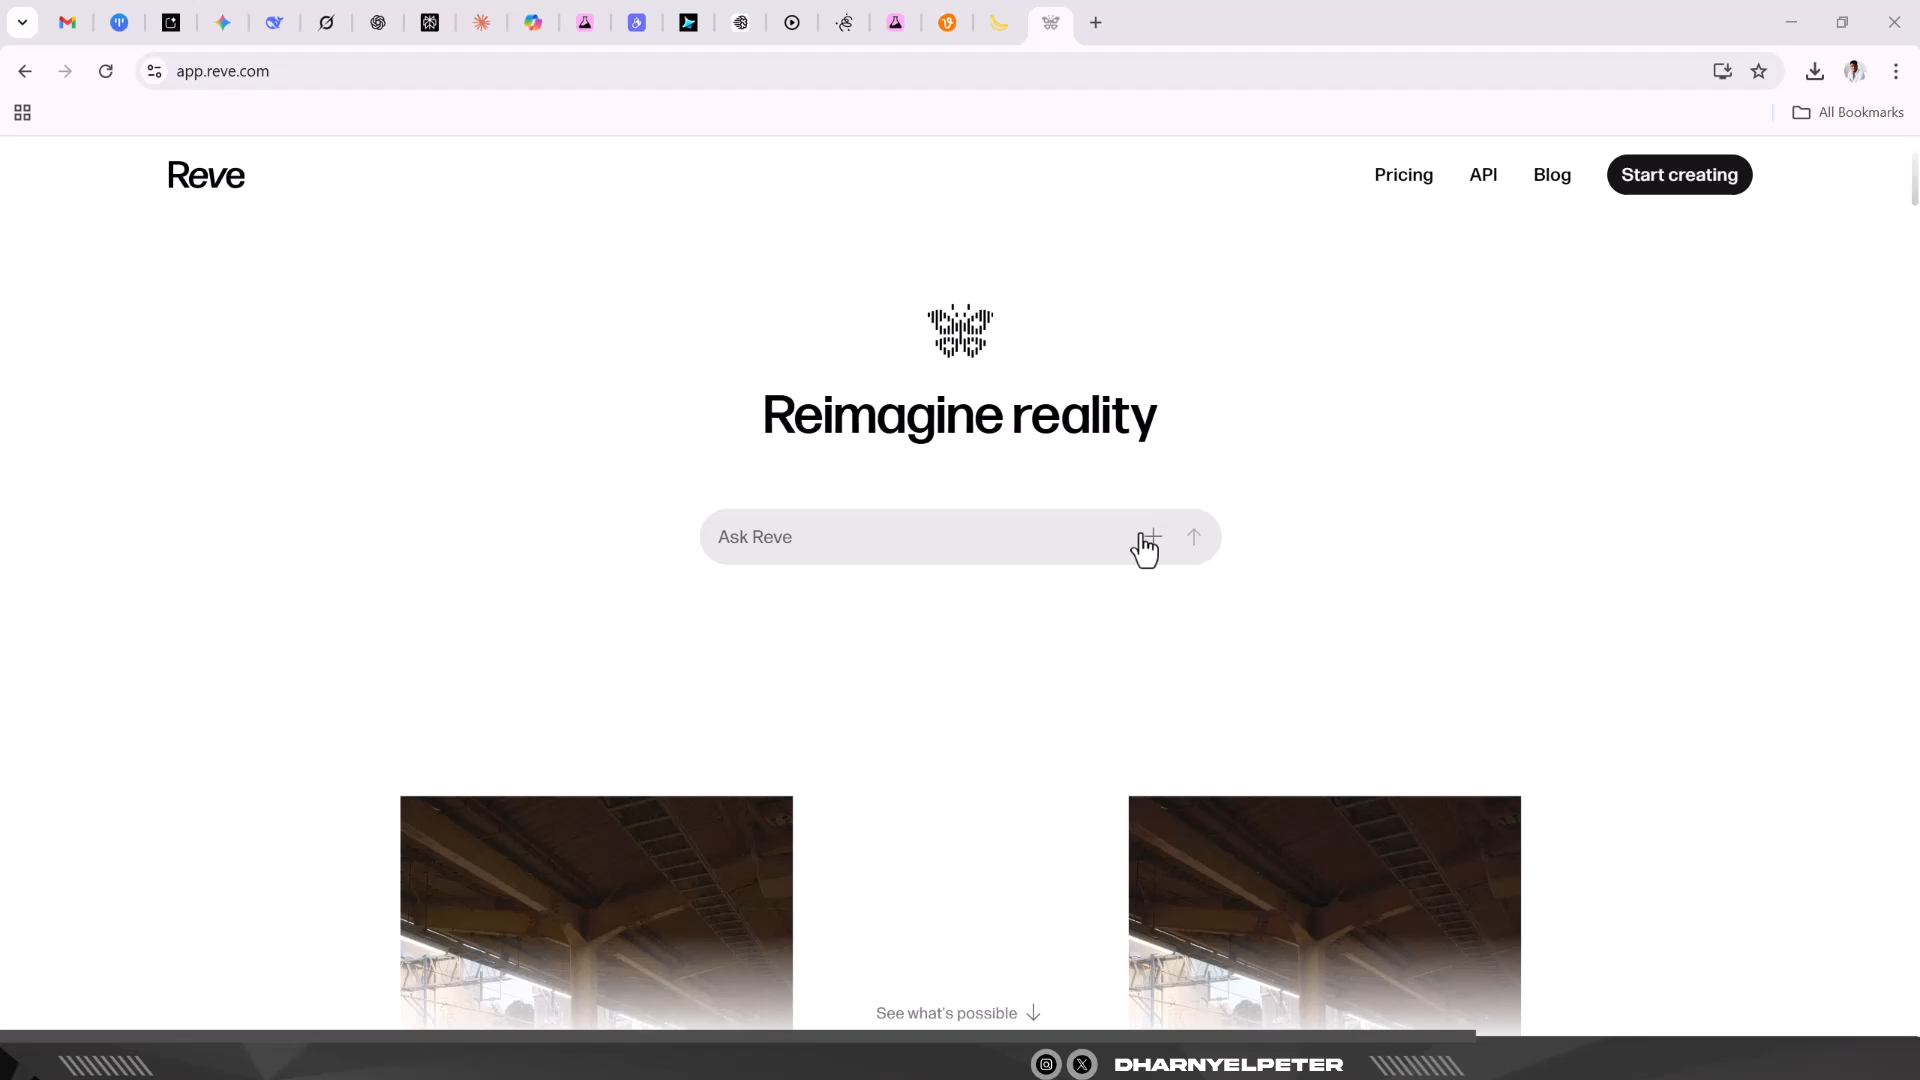 app.reve.com
All Bookmarks
Reve
Pricing
API
Blog
Start creating
Reimagine reality
Ask Reve
See what's possible
DHARNYELPETER